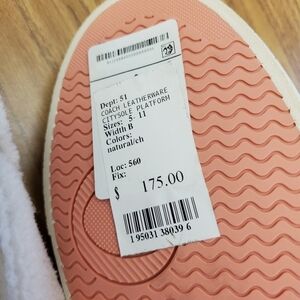 Dept: 51
COACH LEATHERWARE
CITYSOLE PLATFORM
Sizes: 5- 11
Width B
Colors:
natural/ch
Loc: 560
Fix:
$ 175.00
1 95031 38039 6